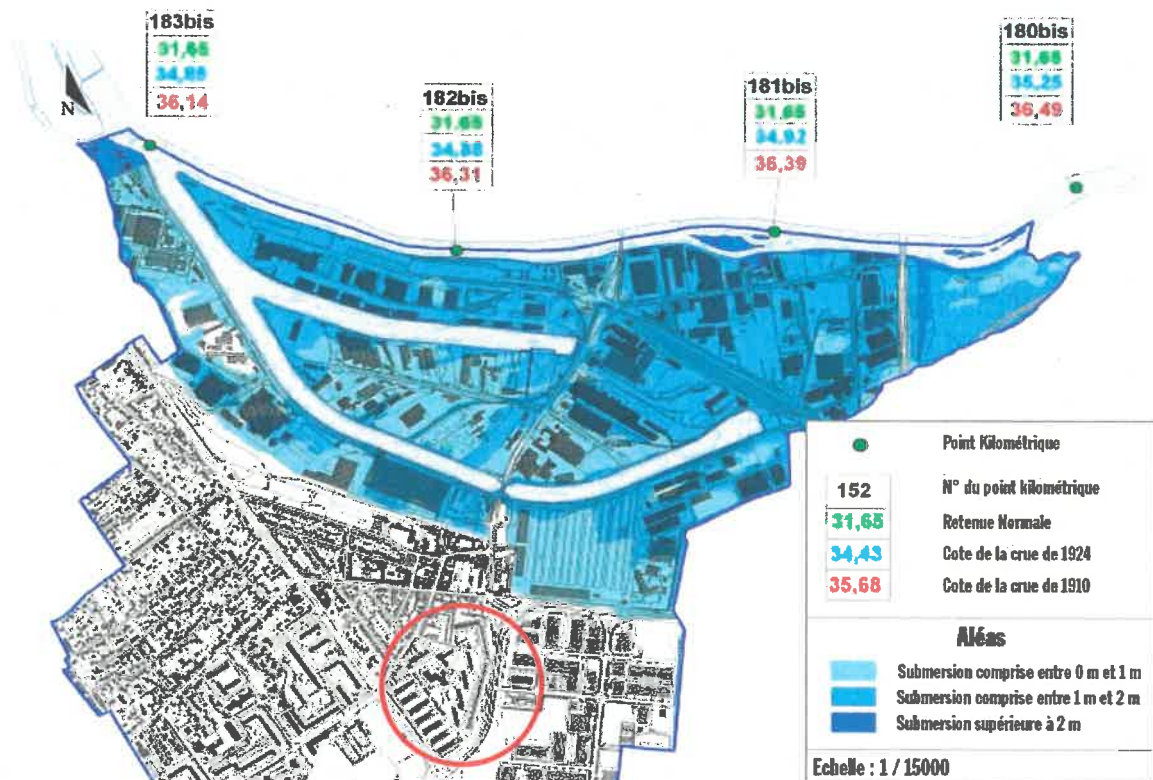 183bis
31,65
34,85
36,14
N
182bis
31,65
34,88
36,31
181bis
31,65
34,92
36,39
180bis
31,65
35,25
36,49
Point Kilométrique
152
N° du point kilométrique
31,65
Retenue Normale
34,43
Cote de la crue de 1924
35,68
Cote de la crue de 1910
Aléas
Submersion comprise entre 0 m et 1 m
Submersion comprise entre 1 m et 2 m
Submersion supérieure à 2 m
Echelle : 1 / 15000